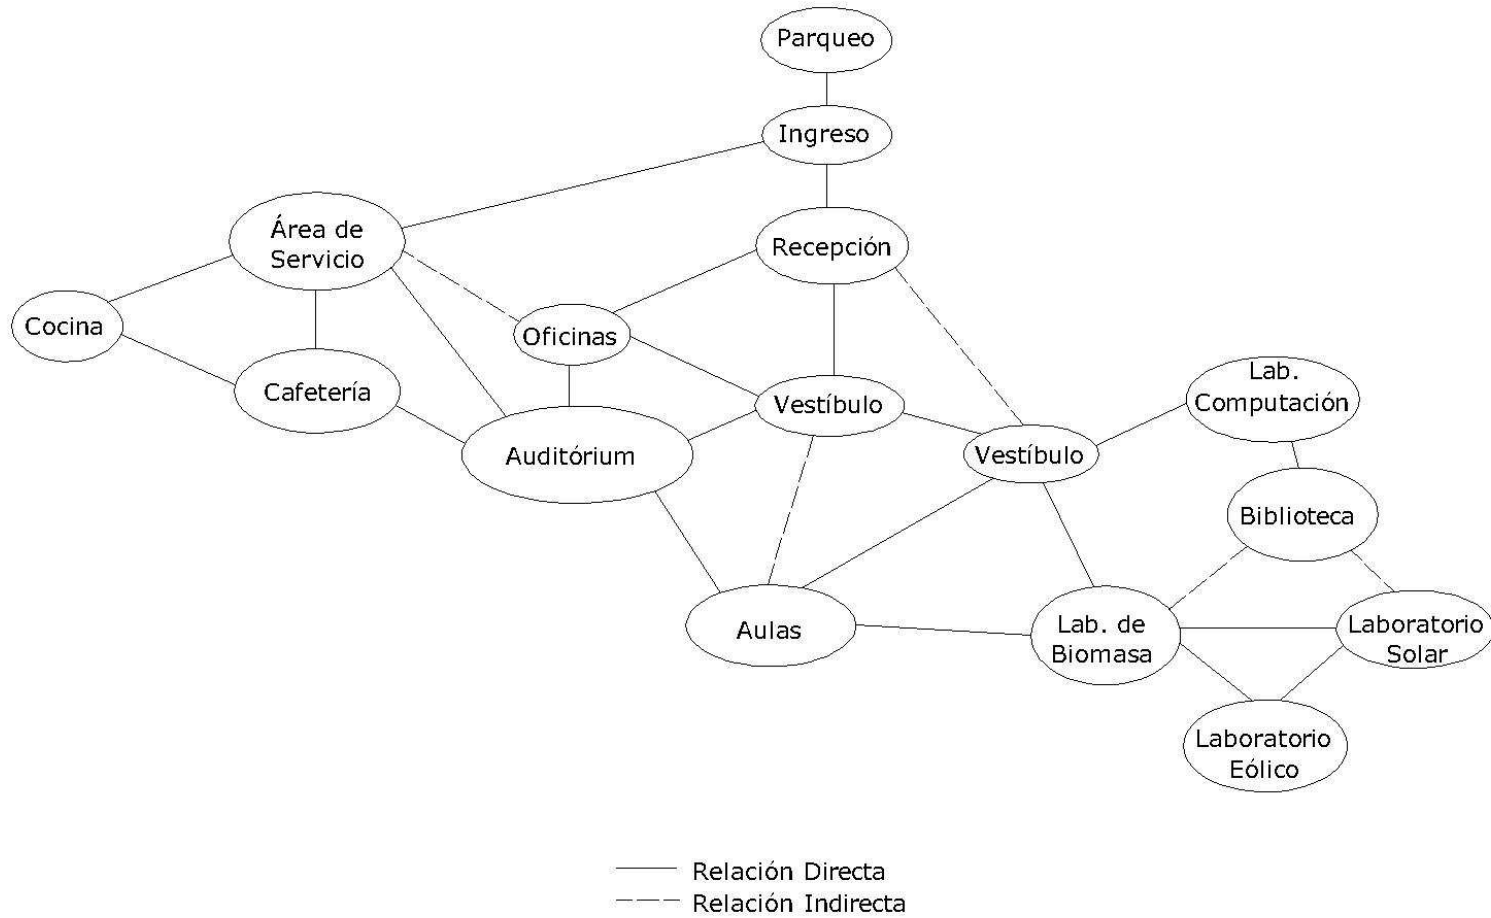 Parqueo
Ingreso
Área de
Servicio
Recepción
Cocina
Oficinas
Cafetería
Vestíbulo
Lab.
Computación
Auditórium
Vestíbulo
Biblioteca
Aulas
Lab. de
Biomasa
Laboratorio
Solar
Laboratorio
Eólico
Relación Directa
Relación Indirecta